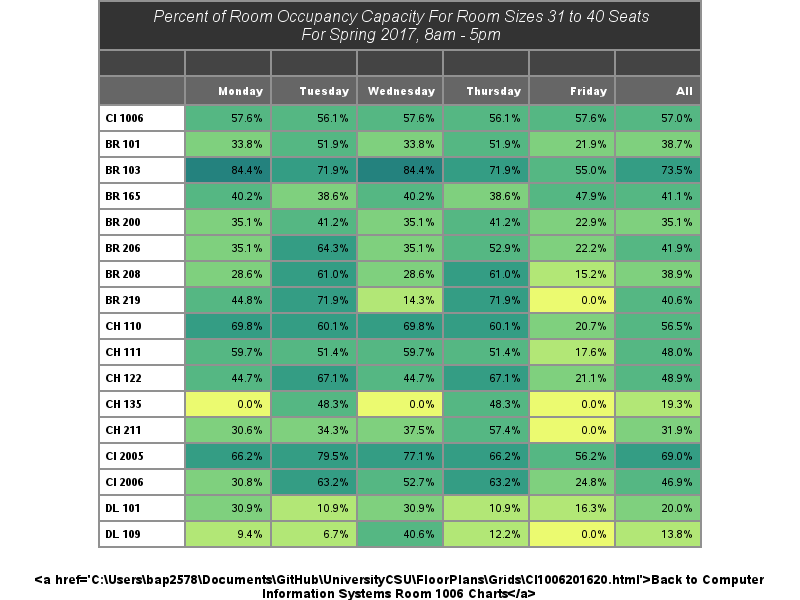 Percent of Room Occupancy Capacity For Room Sizes 31 to 40 Seats
For Spring 2017, 8am - 5pm
Monday Tuesday Wednesday Thursday Friday All
CI 1006 57.6% 56.1% 57.6% 56.1% 57.6% 57.0%
BR 101 33.8% 51.9% 33.8% 51.9% 21.9% 38.7%
BR 103 84.4% 71.9% 84.4% 71.9% 55.0% 73.5%
BR 165 40.2% 38.6% 40.2% 38.6% 47.9% 41.1%
BR 200 35.1% 41.2% 35.1% 41.2% 22.9% 35.1%
BR 206 35.1% 64.3% 35.1% 52.9% 22.2% 41.9%
BR 208 28.6% 61.0% 28.6% 61.0% 15.2% 38.9%
BR 219 44.8% 71.9% 14.3% 71.9% 0.0% 40.6%
CH 110 69.8% 60.1% 69.8% 60.1% 20.7% 56.5%
CH 111 59.7% 51.4% 59.7% 51.4% 17.6% 48.0%
CH 122 44.7% 67.1% 44.7% 67.1% 21.1% 48.9%
CH 135 0.0% 48.3% 0.0% 48.3% 0.0% 19.3%
CH 211 30.6% 34.3% 37.5% 57.4% 0.0% 31.9%
CI 2005 66.2% 79.5% 77.1% 66.2% 56.2% 69.0%
CI 2006 30.8% 63.2% 52.7% 63.2% 24.8% 46.9%
DL 101 30.9% 10.9% 30.9% 10.9% 16.3% 20.0%
DL 109 9.4% 6.7% 40.6% 12.2% 0.0% 13.8%
<a href='C:\Users\bap2578\Documents\GitHub\UniversityCSU\FloorPlans\Grids\CI1006201620.html'>Back to Computer
Information Systems Room 1006 Charts</a>